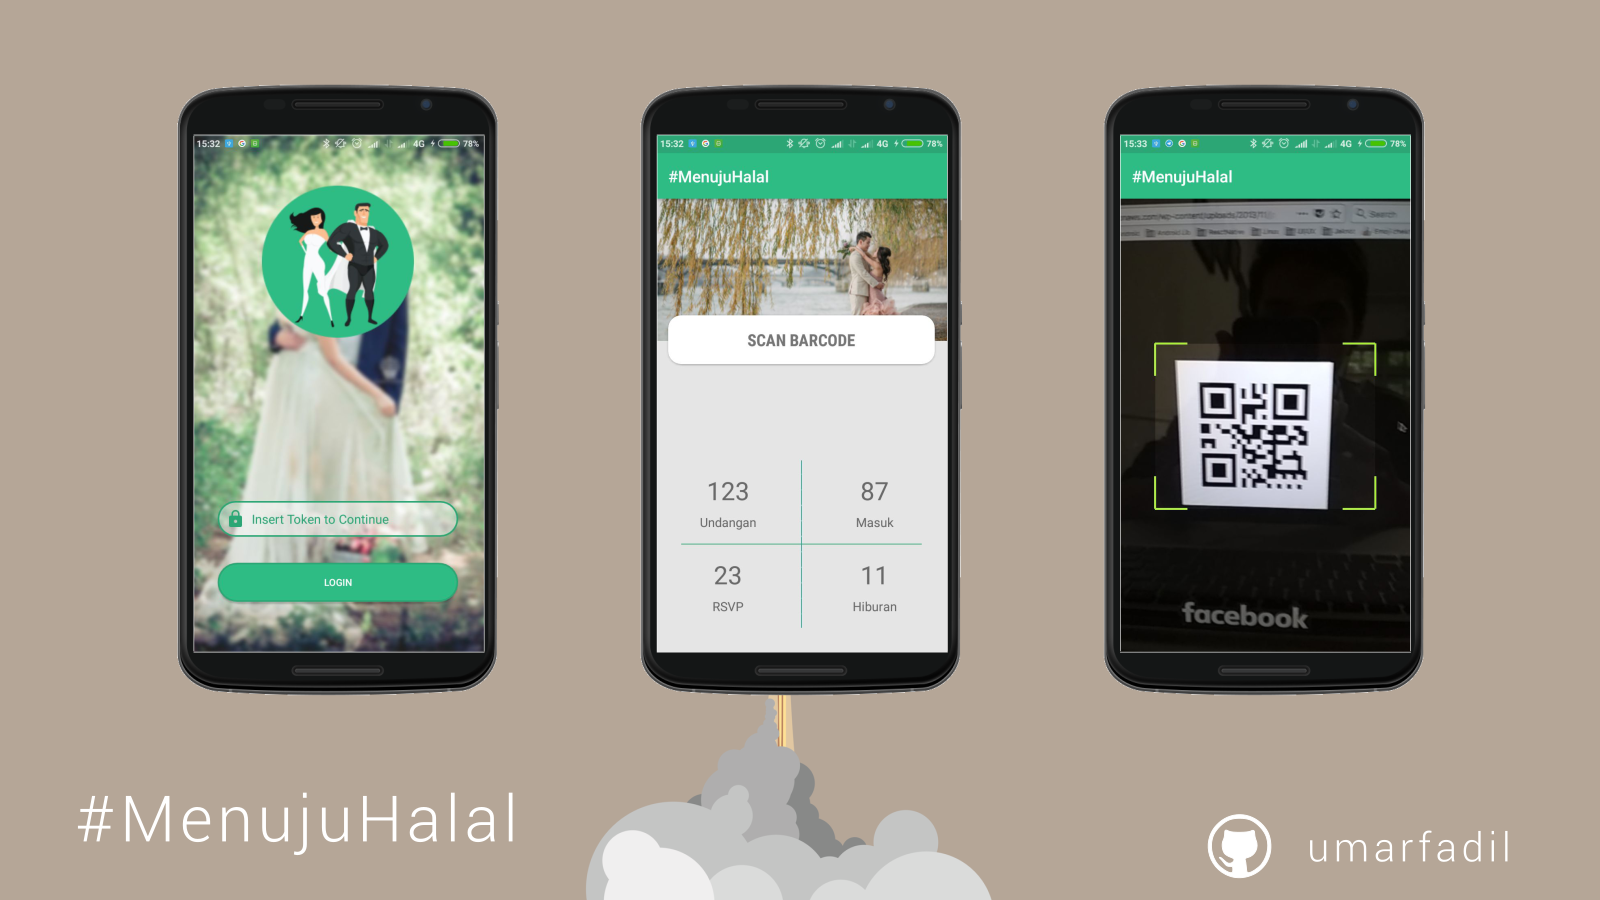 15:32
4G
78%
Insert Token to Continue
LOGIN
15:32
4G
78%
#MenujuHalal
SCAN BARCODE
123
Undangan
87
Masuk
23
RSVP
11
Hiburan
15:33
4G
78%
#MenujuHalal
Search
facebook
#MenujuHalal
umarfadil